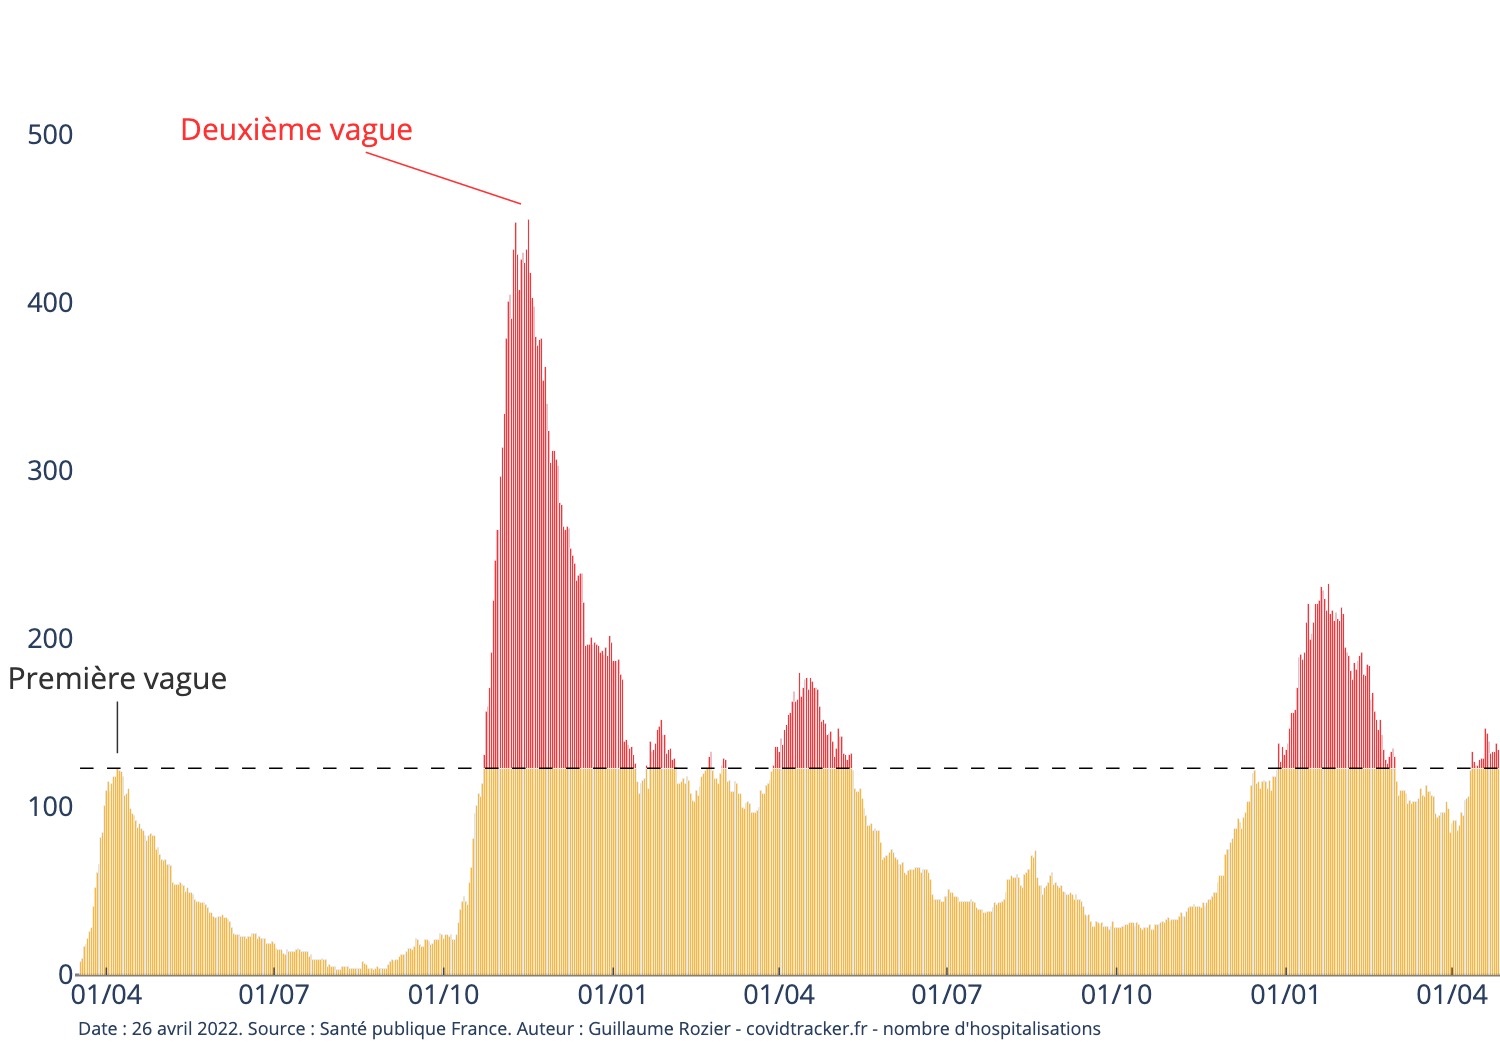 500
Deuxième vague
400
300
200
Première vague
100
0
01/04 01/07 01/10 01/01 01/04 01/07 01/10 01/01 01/04
Date : 26 avril 2022. Source : Santé publique France. Auteur : Guillaume Rozier - covidtracker.fr - nombre d'hospitalisations